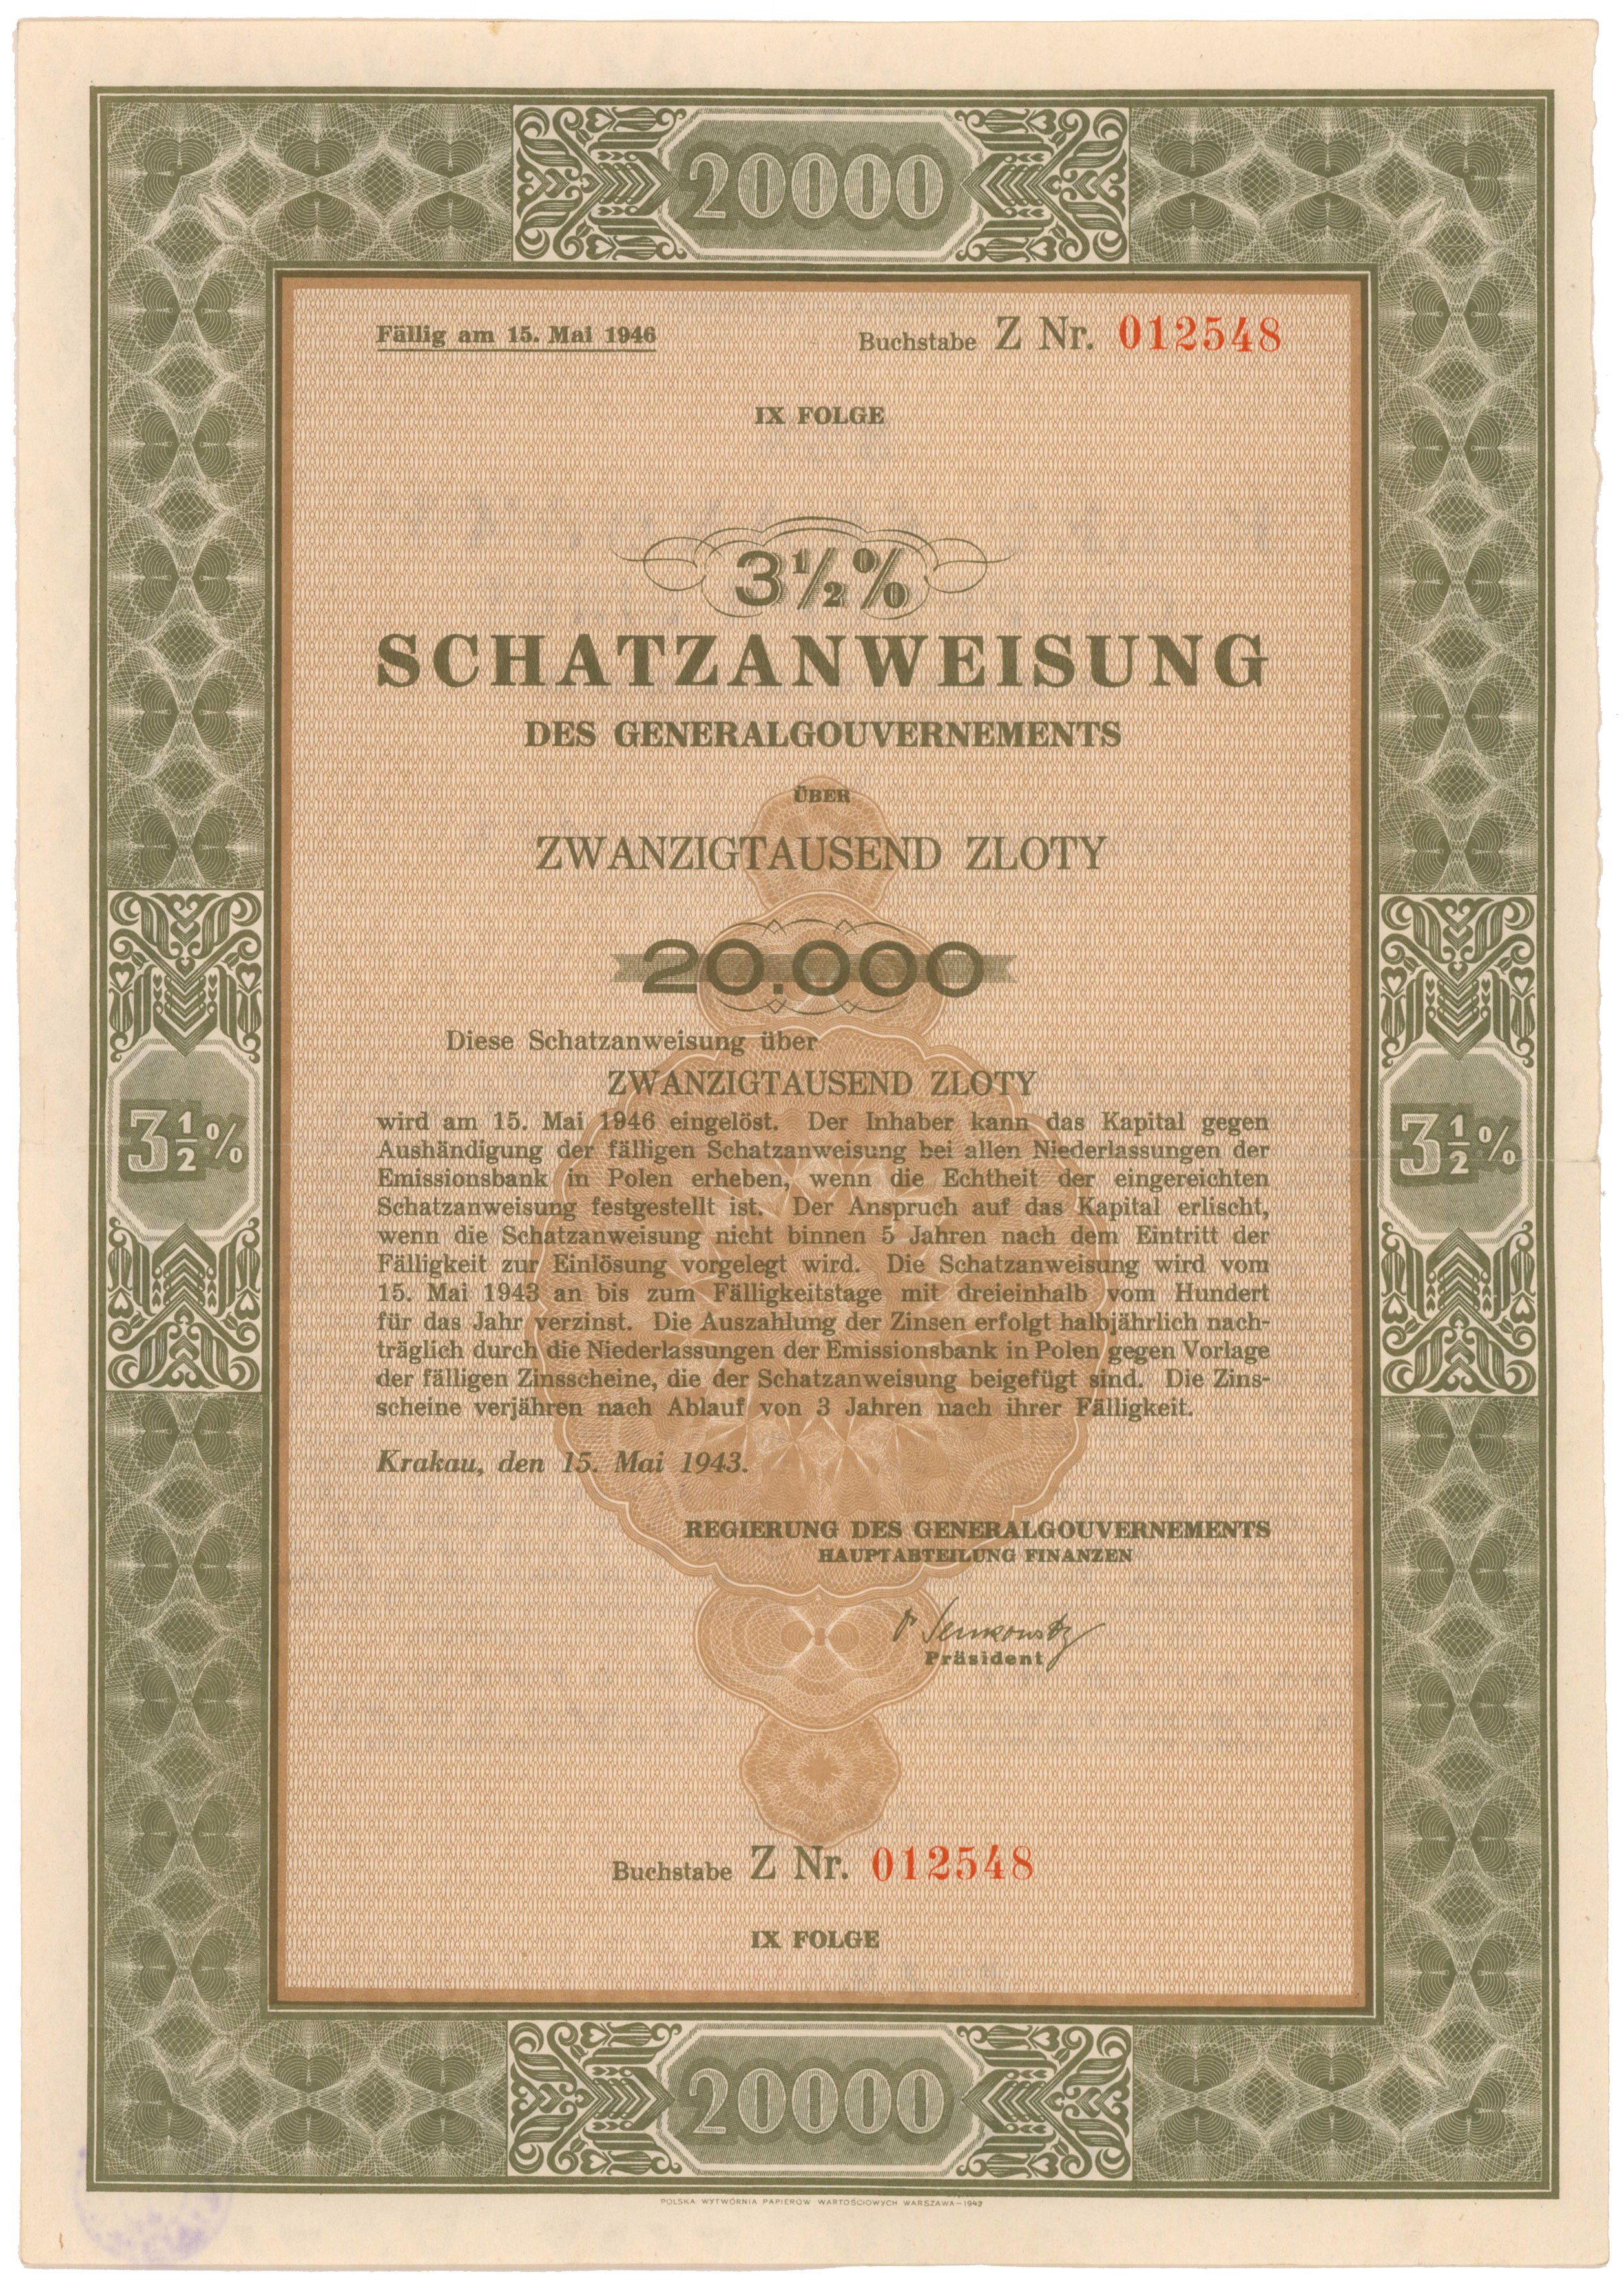 20000
Fällig am 15. Mai 1946
Buchstabe Z Nr. 012548
IX FOLGE
3½%
SCHATZANWEISUNG
DES GENERALGOUVERNEMENTS
ÜBER
ZWANZIGTAUSEND ZLOTY
20.000
Diese Schatzanweisung über
ZWANZIGTAUSEND ZLOTY
wird am 15. Mai 1946 eingelöst. Der Inhaber kann das Kapital gegen
Aushändigung der fälligen Schatzanweisung bei allen Niederlassungen der
Emissionsbank in Polen erheben, wenn die Echtheit der eingereichten
Schatzanweisung festgestellt ist. Der Anspruch auf das Kapital erlischt,
wenn die Schatzanweisung nicht binnen 5 Jahren nach dem Eintritt der
Fälligkeit zur Einlösung vorgelegt wird. Die Schatzanweisung wird vom
15. Mai 1943 an bis zum Fälligkeitstage mit dreieinhalb vom Hundert
für das Jahr verzinst. Die Auszahlung der Zinsen erfolgt halbjährlich nach-
träglich durch die Niederlassungen der Emissionsbank in Polen gegen Vorlage
der fälligen Zinsscheine, die der Schatzanweisung beigefügt sind. Die Zins-
scheine verjähren nach Ablauf von 3 Jahren nach ihrer Fälligkeit.
3½%
3½%
Krakau, den 15. Mai 1943.
REGIERUNG DES GENERALGOUVERNEMENTS
HAUPTABTEILUNG FINANZEN
Senkowsky
Präsident
Buchstabe Z Nr. 012548
IX FOLGE
20000
POLSKA WYTWÓRNIA PAPIERÓW WARTOŚCIOWYCH WARSZAWA—1943